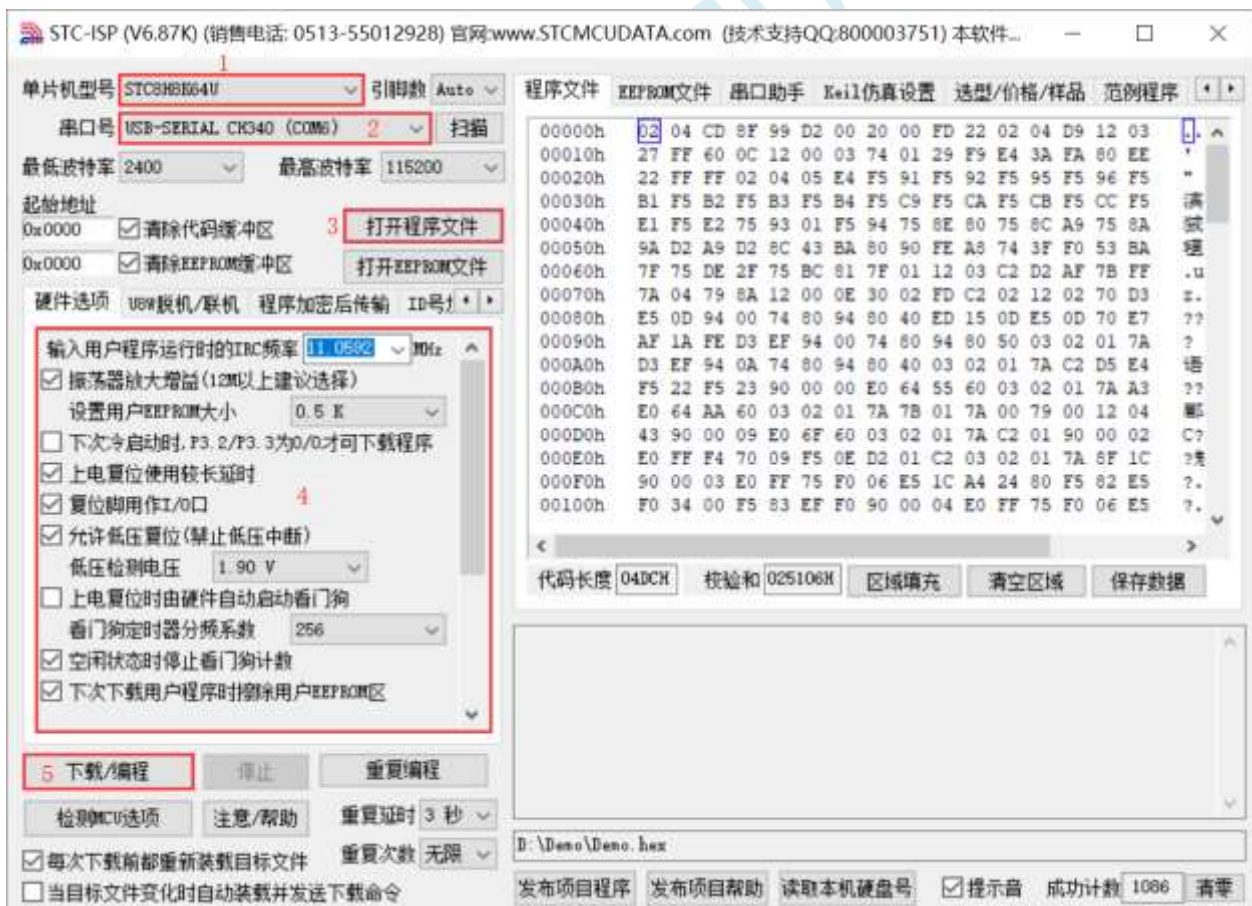 STC-ISP (V6.87K) (销售电话: 0513-55012928) 官网:www.STCMCUDATA.com (技术支持QQ:800003751) 本软件...
1
单片机型号 STC8H8K64U 引脚数 Auto
串口号 USB-SERIAL CH340 (COM6) 2 扫描
最低波特率 2400 最高波特率 115200
起始地址
0x0000 清除代码缓冲区 3 打开程序文件
0x0000 清除EEPROM缓冲区 打开EEPROM文件
硬件选项 U8W脱机/联机 程序加密后传输
输入用户程序运行时的IRC频率 11.0592 MHz
振荡器放大增益(12M以上建议选择)
设置用户EEPROM大小 0.5 K
下次冷启动时,P3.2/P3.3为0/0才可下载程序
上电复位使用较长延时
复位脚用作I/O口 4
允许低压复位(禁止低压中断)
低压检测电压 1.90 V
上电复位时由硬件自动启动看门狗
看门狗定时器分频系数 256
空闲状态时停止看门狗计数
下次下载用户程序时擦除用户EEPROM区
5 下载/编程 停止 重复编程
检测MCU选项 注意/帮助 重复延时 3 秒
每次下载前都重新装载目标文件 重复次数 无限
当目标文件变化时自动装载并发送下载命令
程序文件 EEPROM文件 串口助手 Keil仿真设置 选型/价格/样品 范例程序
00000h 02 04 CD 8F 99 D2 00 20 00 FD 22 02 04 D9 12 03
00010h 27 FF 60 0C 12 00 03 74 01 29 F9 E4 3A FA 80 EE
00020h 22 FF FF 02 04 05 E4 F5 91 F5 92 F5 95 F5 96 F5
00030h B1 F5 B2 F5 B3 F5 B4 F5 C9 F5 CA F5 CB F5 CC F5
00040h E1 F5 E2 75 93 01 F5 94 75 8E 80 75 8C A9 75 8A
00050h 9A D2 A9 D2 8C 43 BA 80 90 FE A8 74 3F F0 53 BA
00060h 7F 75 DE 2F 75 BC 81 7F 01 12 03 C2 D2 AF 7B FF .u
00070h 7A 04 79 8A 12 00 0E 30 02 FD C2 02 12 02 70 D3 z.
00080h E5 0D 94 00 74 80 94 80 40 ED 15 0D E5 0D 70 E7 ??
00090h AF 1A FE D3 EF 94 00 74 80 94 80 50 03 02 01 7A ?
000A0h D3 EF 94 0A 74 80 94 80 40 03 02 01 7A C2 D5 E4 语
000B0h F5 22 F5 23 90 00 00 E0 64 55 60 03 02 01 7A A3 ??
000C0h E0 64 AA 60 03 02 01 7A 7B 01 7A 00 79 00 12 04
000D0h 43 90 00 09 E0 6F 60 03 02 01 7A C2 01 90 00 02 C?
000E0h E0 FF F4 70 09 F5 0E D2 01 C2 03 02 01 7A 8F 1C
000F0h 90 00 03 E0 FF 75 F0 06 E5 1C A4 24 80 F5 82 E5 ?.
00100h F0 34 00 F5 83 EF F0 90 00 04 E0 FF 75 F0 06 E5 ?.
代码长度 04DCH 校验和 025106H 区域填充 清空区域 保存数据
D:\Demo\Demo.hex
发布项目程序 发布项目帮助 读取本机硬盘号 提示音 成功计数 1086 清零